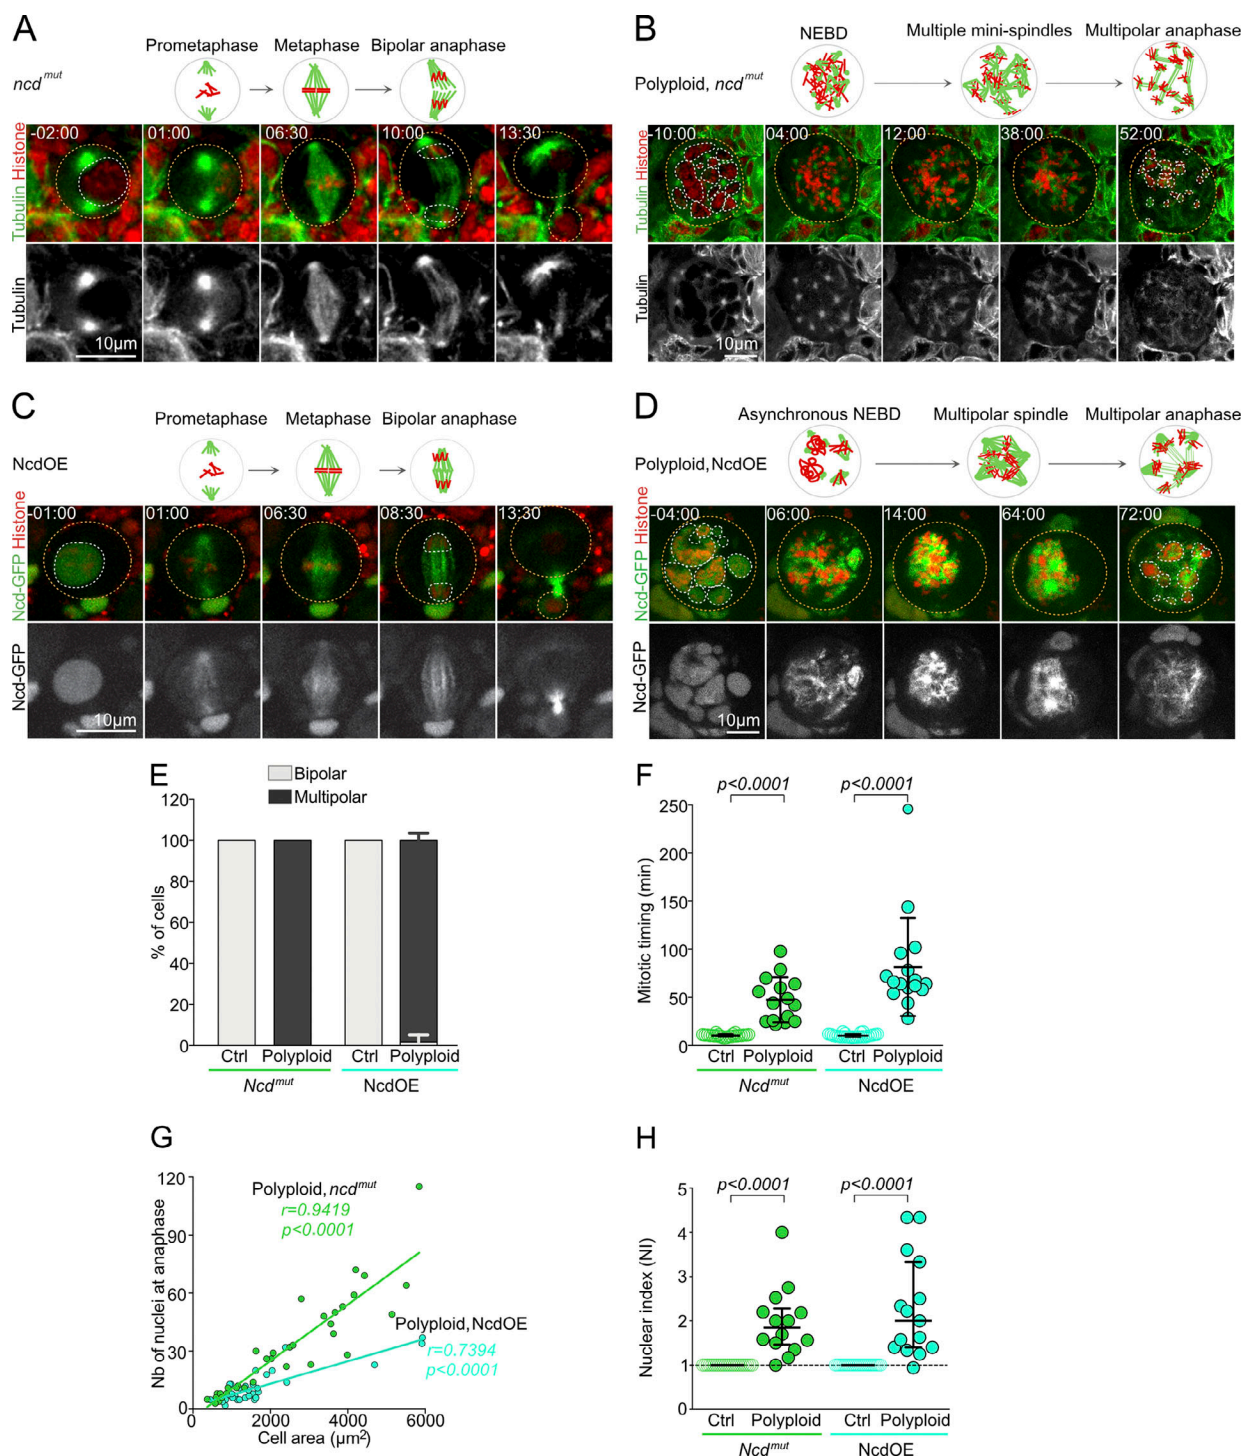 A
Prometaphase Metaphase Bipolar anaphase
ncd^mut
-02:00 01:00 06:30 10:00 13:30
Tubulin Histone
Tubulin
10µm
B
NEBD Multiple mini-spindles Multipolar anaphase
Polyploid, ncd^mut
-10:00 04:00 12:00 38:00 52:00
Tubulin Histone
Tubulin
10µm
C
Prometaphase Metaphase Bipolar anaphase
NcdOE
-01:00 01:00 06:30 08:30 13:30
Ncd-GFP Histone
Ncd-GFP
10µm
D
Asynchronous NEBD Multipolar spindle Multipolar anaphase
Polyploid, NcdOE
-04:00 06:00 14:00 64:00 72:00
Ncd-GFP Histone
Ncd-GFP
10µm
E
Bipolar
Multipolar
120
100
80
60
40
20
0
% of cells
Ctrl Polyploid Ctrl Polyploid
Ncd^mut NcdOE
F
p<0.0001 p<0.0001
250
200
150
100
50
0
Mitotic timing (min)
Ctrl Polyploid Ctrl Polyploid
Ncd^mut NcdOE
G
120
90
60
30
0
Nb of nuclei at anaphase
Polyploid, ncd^mut
r=0.9419
p<0.0001
Polyploid, NcdOE
r=0.7394
p<0.0001
0 2000 4000 6000
Cell area (µm²)
H
p<0.0001 p<0.0001
5
4
3
2
1
0
Nuclear index (NI)
Ctrl Polyploid Ctrl Polyploid
Ncd^mut NcdOE